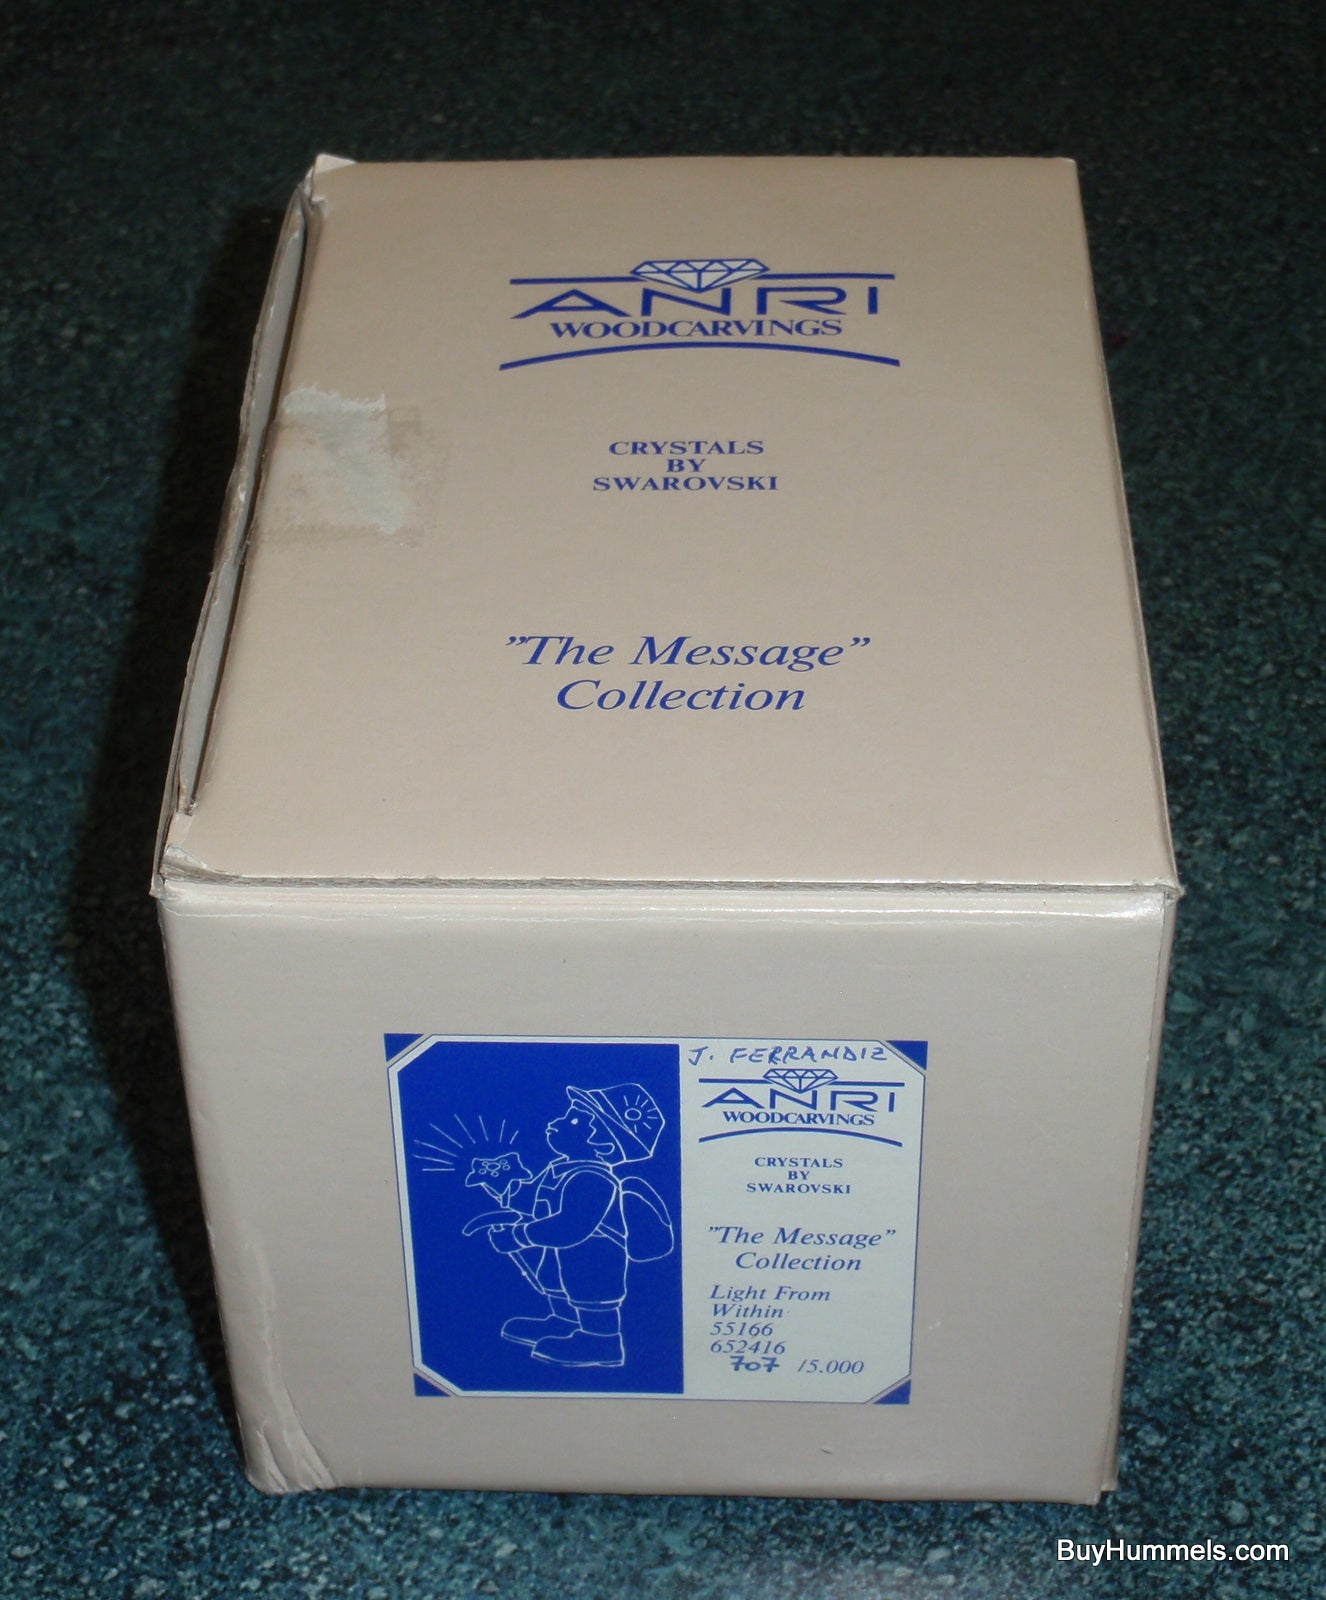 ANRI
WOODCARVINGS
CRYSTALS
BY
SWAROVSKI
”The Message”
Collection
J. FERRANDIZ
ANRI
WOODCARVINGS
CRYSTALS
BY
SWAROVSKI
”The Message”
Collection
Light From
Within
55166
652416
707 /5.000
BuyHummels.com